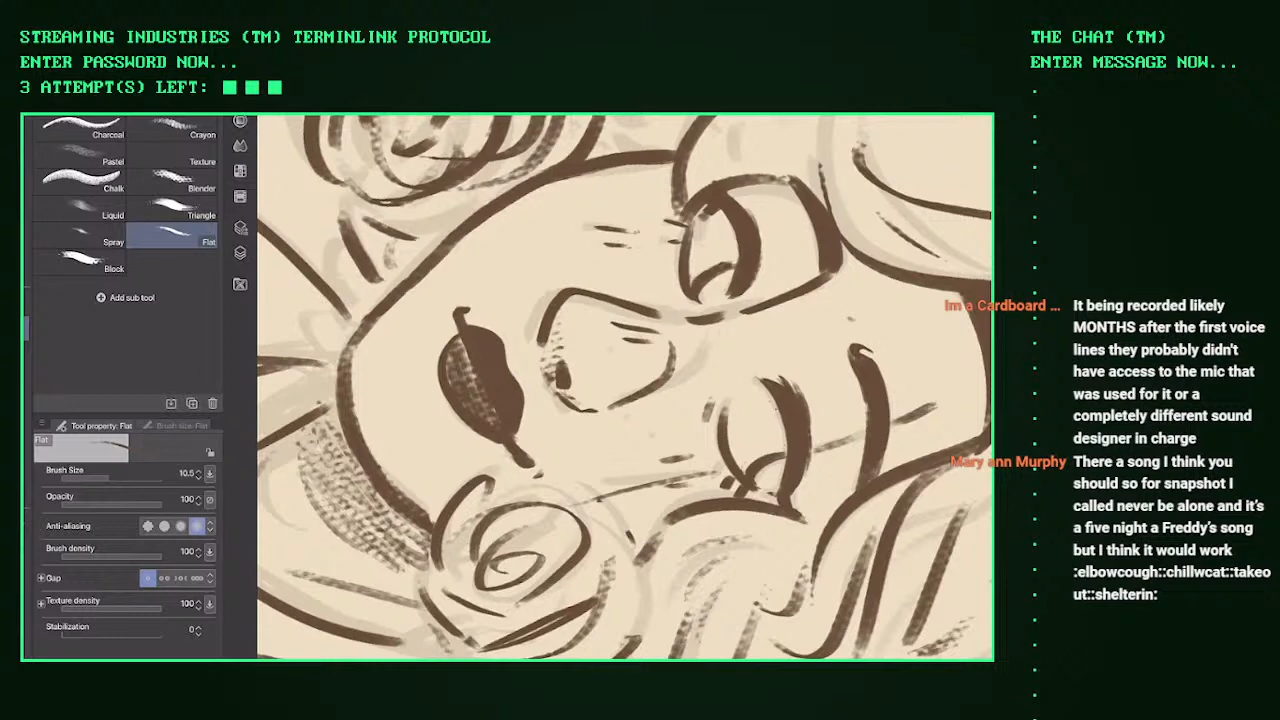 STREAMING INDUSTRIES (TM) TERMINLINK PROTOCOL
ENTER PASSWORD NOW...
3 ATTEMPT(S) LEFT:
THE CHAT (TM)
ENTER MESSAGE NOW...
Charcoal
Crayon
Pastel
Texture
Chalk
Blender
Liquid
Triangle
Spray
Flat
Block
Add sub tool
Tool property: Flat
Brush size: Flat
Flat
Brush Size 10.5
Opacity 100
Anti-aliasing
Brush density 100
Gap
Texture density 100
Stabilization 0
Im a Cardboard ... It being recorded likely
MONTHS after the first voice
lines they probably didn't
have access to the mic that
was used for it or a
completely different sound
designer in charge
Mary ann Murphy There a song I think you
should so for snapshot I
called never be alone and it's
a five night a Freddy's song
but I think it would work
:elbowcough::chillwcat::takeo
ut::shelterin: